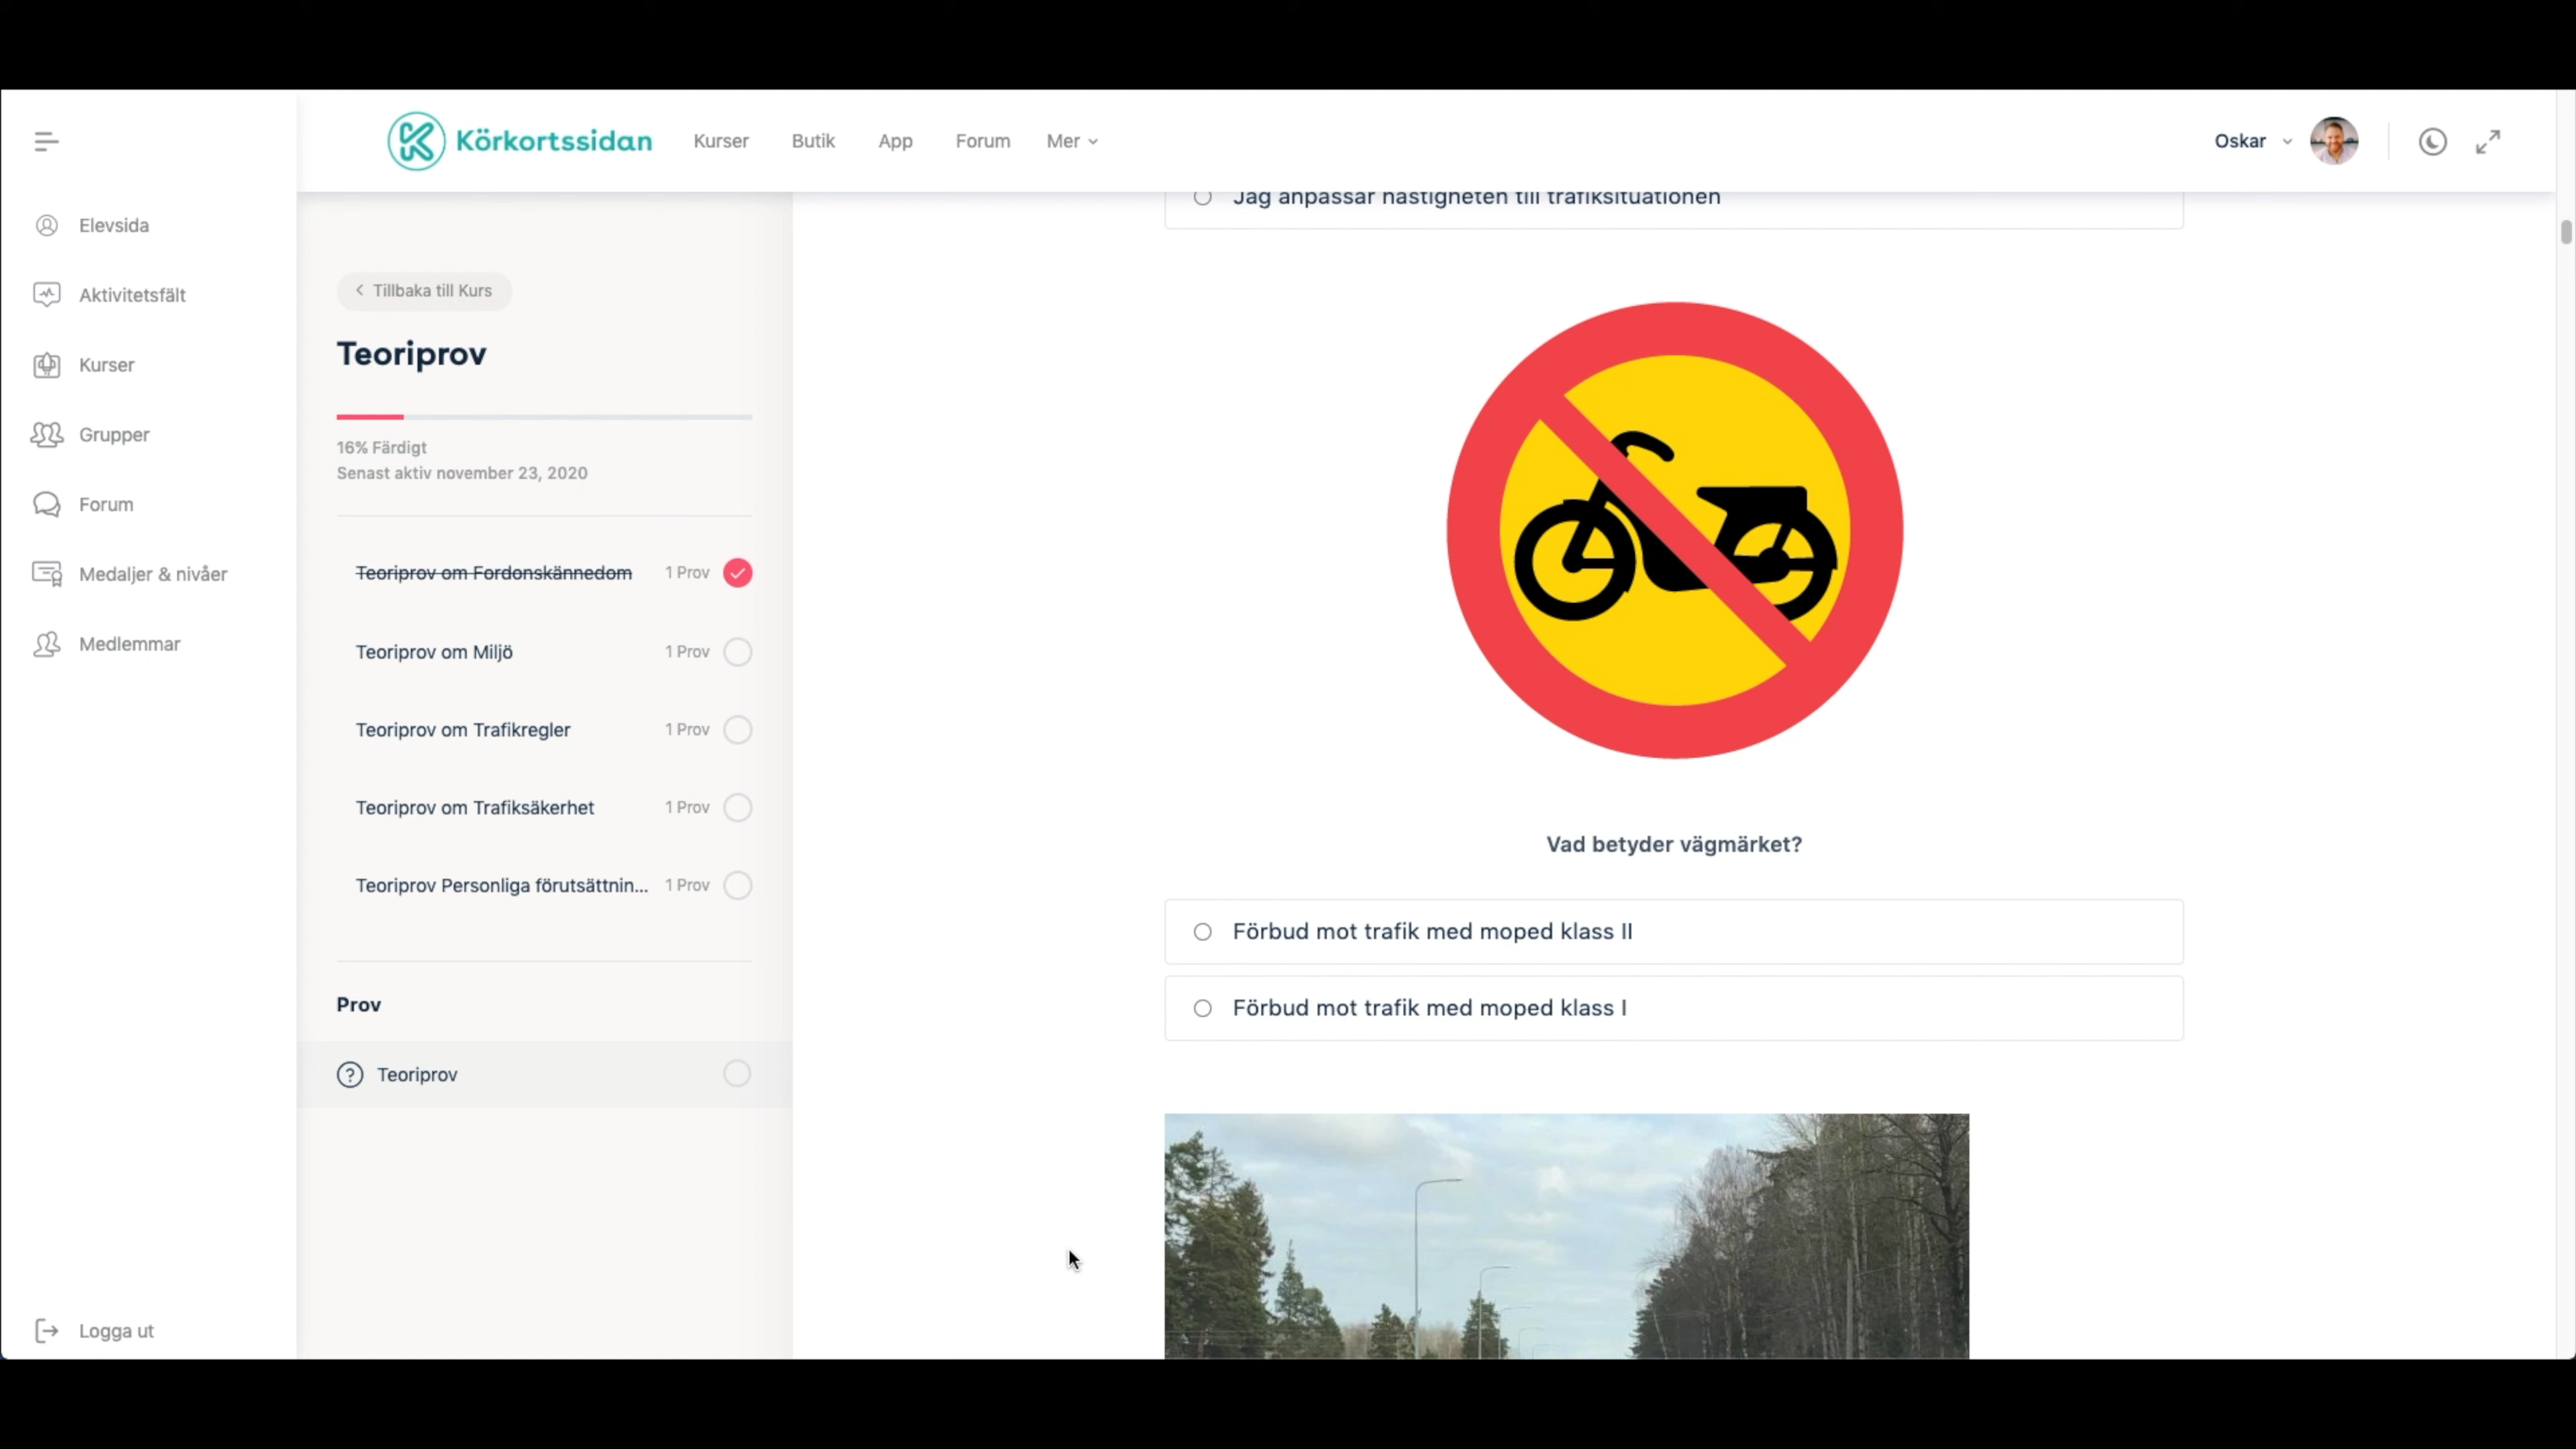 Körkortssidan
Kurser
Butik
App
Forum
Mer
Oskar
Elevsida
Aktivitetsfält
Kurser
Grupper
Forum
Medaljer & nivåer
Medlemmar
Logga ut
Tillbaka till Kurs
Teoriprov
16% Färdigt
Senast aktiv november 23, 2020
Teoriprov om Fordonskännedom 1 Prov
Teoriprov om Miljö 1 Prov
Teoriprov om Trafikregler 1 Prov
Teoriprov om Trafiksäkerhet 1 Prov
Teoriprov Personliga förutsättnin... 1 Prov
Prov
Teoriprov
Jag anpassar hastigheten till trafiksituationen
Vad betyder vägmärket?
Förbud mot trafik med moped klass II
Förbud mot trafik med moped klass I